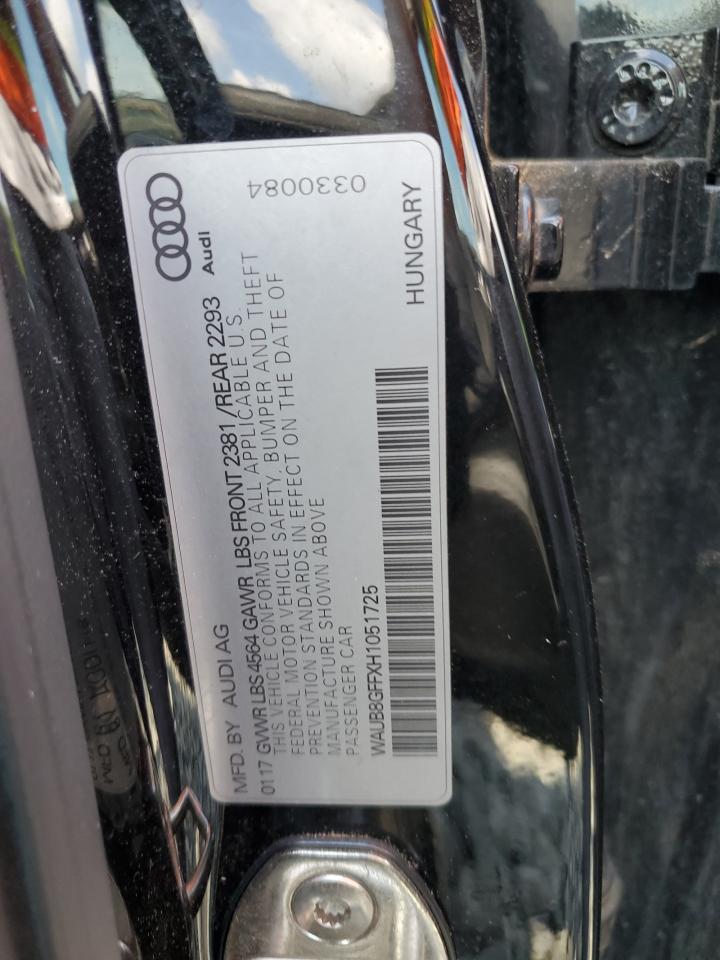 0330084
Audi
MFD. BY AUDI AG
0117 GVWR LBS 4564 GAWR LBS FRONT 2381/REAR 2293
THIS VEHICLE CONFORMS TO ALL APPLICABLE U.S.
FEDERAL MOTOR VEHICLE SAFETY, BUMPER AND THEFT
PREVENTION STANDARDS IN EFFECT ON THE DATE OF
MANUFACTURE SHOWN ABOVE
PASSENGER CAR
HUNGARY
WAUB8GFFXH1051725